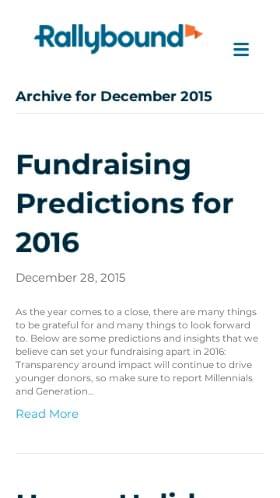 Rallybound
Archive for December 2015
Fundraising
Predictions for
2016
December 28, 2015
As the year comes to a close, there are many things
to be grateful for and many things to look forward
to. Below are some predictions and insights that we
believe can set your fundraising apart in 2016:
Transparency around impact will continue to drive
younger donors, so make sure to report Millennials
and Generation...
Read More